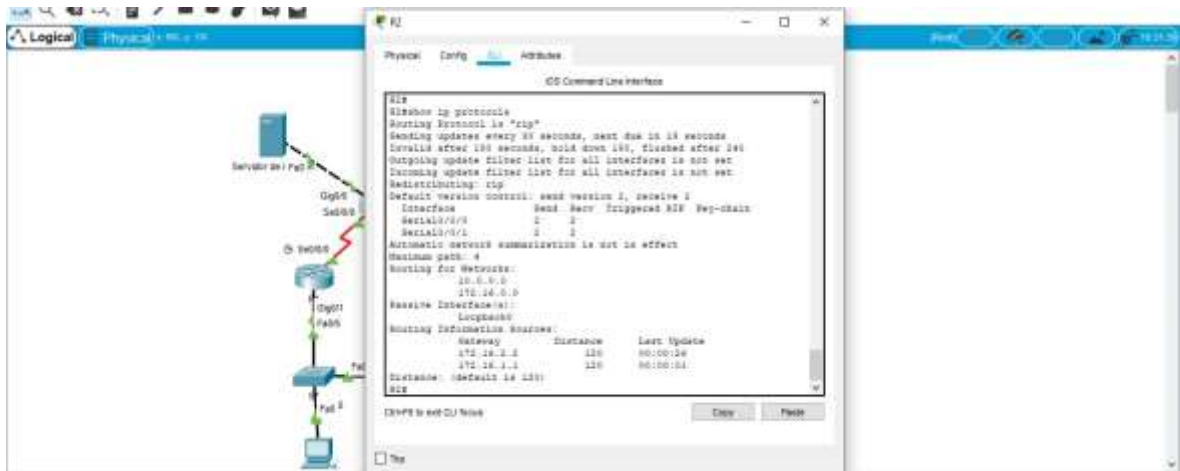 Logical
Physical
R2
Physical Config CLI Attributes
IOS Command Line Interface
R2#
R2#show ip protocols
Routing Protocol is "rip"
Sending updates every 30 seconds, next due in 19 seconds
Invalid after 180 seconds, hold down 180, flushed after 240
Outgoing update filter list for all interfaces is not set
Incoming update filter list for all interfaces is not set
Redistributing: rip
Default version control: send version 2, receive 2
Interface Send Recv Triggered RIP Key-chain
Serial0/0/0 2 2
Serial0/0/1 2 2
Automatic network summarization is not in effect
Maximum path: 4
Routing for Networks:
10.0.0.0
172.16.0.0
Passive Interface(s):
Loopback0
Routing Information Sources:
Gateway Distance Last Update
172.16.2.2 120 00:00:26
172.16.1.1 120
Distance: (default is 120)
R2#
Ctrl+F6 to exit CLI focus
Copy
Paste
Top
Servidor de i
Gig0/0
Se0/0/0
Se0/0/0
Gig0/1
Fa0/5
Fa0